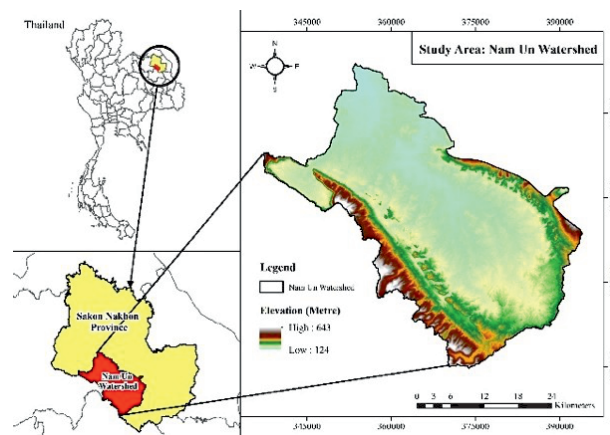 Thailand
345000 360000 375000 390000
Study Area: Nam Un Watershed
N
W E
S
Sakon Nakhon
Province
Nam Un
Watershed
Legend
Nam Un Watershed
Elevation (Metre)
High : 643
Low : 124
0 3 6 12 18 24
Kilometers
345000 360000 375000 390000